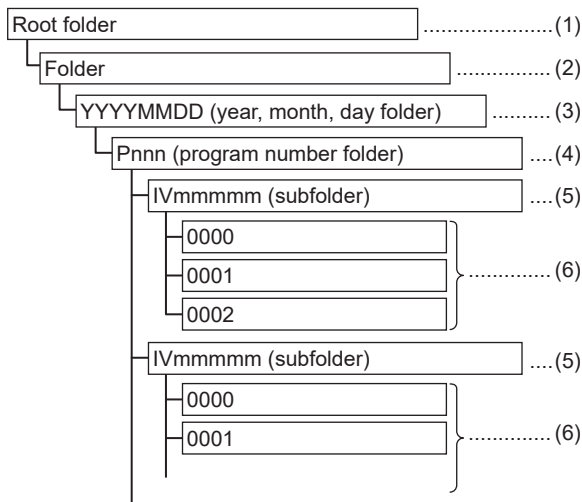 Root folder ..................... (1)
Folder ............... (2)
YYYYMMDD (year, month, day folder) ......... (3)
Pnnn (program number folder) .... (4)
IVmmmmm (subfolder) .... (5)
0000
0001 ............... (6)
0002
IVmmmmm (subfolder) .... (5)
0000
0001 ............... (6)